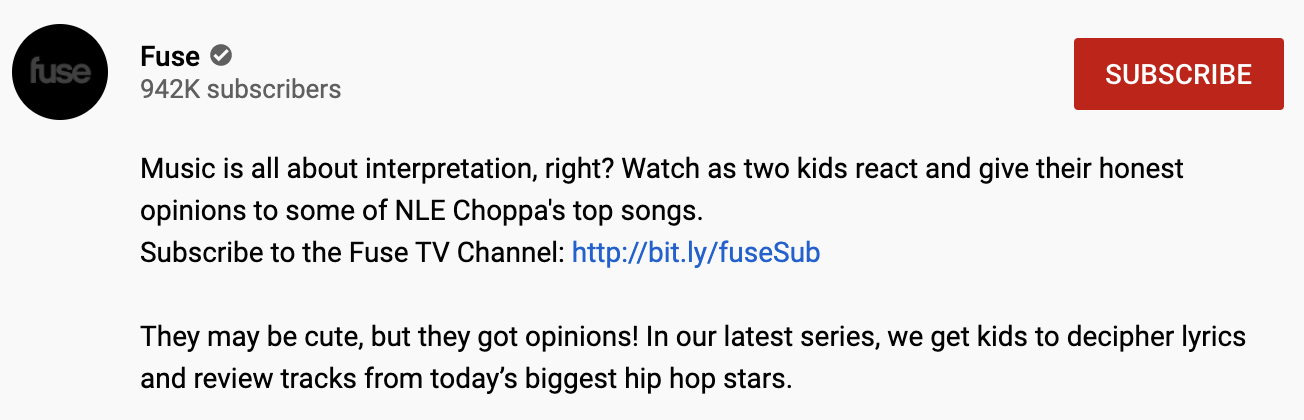 fuse
Fuse
942K subscribers
SUBSCRIBE
Music is all about interpretation, right? Watch as two kids react and give their honest
opinions to some of NLE Choppa's top songs.
Subscribe to the Fuse TV Channel: http://bit.ly/fuseSub
They may be cute, but they got opinions! In our latest series, we get kids to decipher lyrics
and review tracks from today’s biggest hip hop stars.